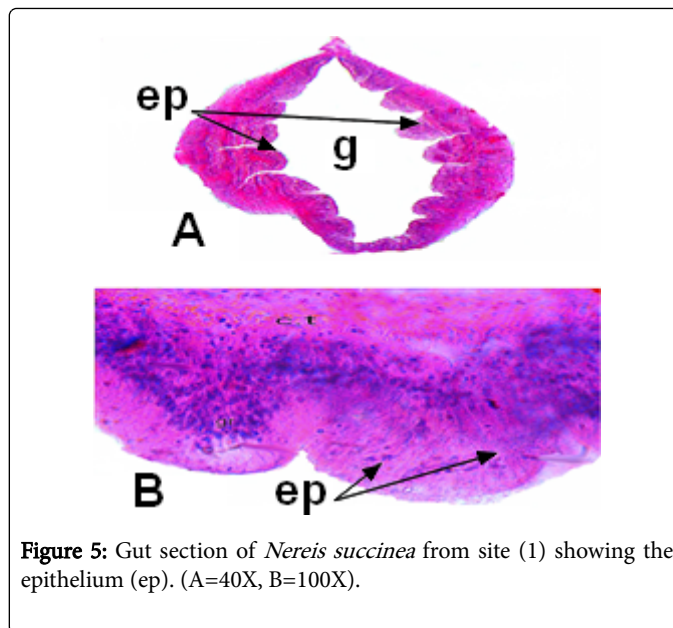 ep
g
A
c.t
B
ep
Figure 5: Gut section of Nereis succinea from site (1) showing the
epithelium (ep). (A=40X, B=100X).